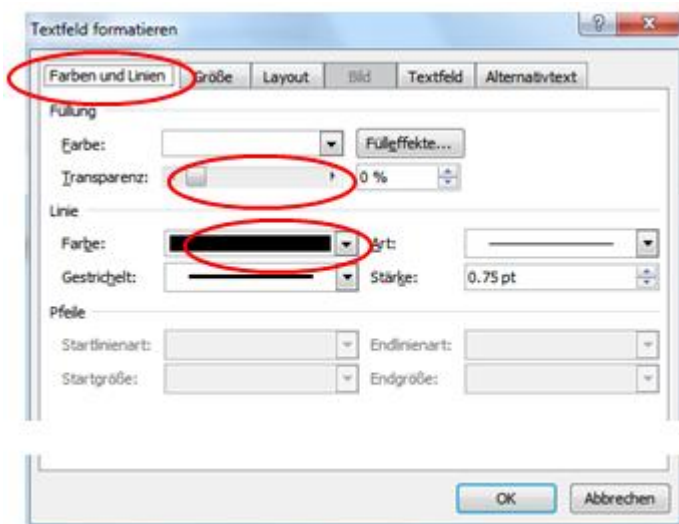 Textfeld formatieren
Farben und Linien Größe Layout Bild Textfeld Alternativtext
Füllung
Farbe: Fülleffekte...
Transparenz: 0 %
Linie
Farbe: Art:
Gestrichelt: Stärke: 0.75 pt
Pfeile
Startlinienart: Endlinienart:
Startgröße: Endgröße:
OK Abbrechen